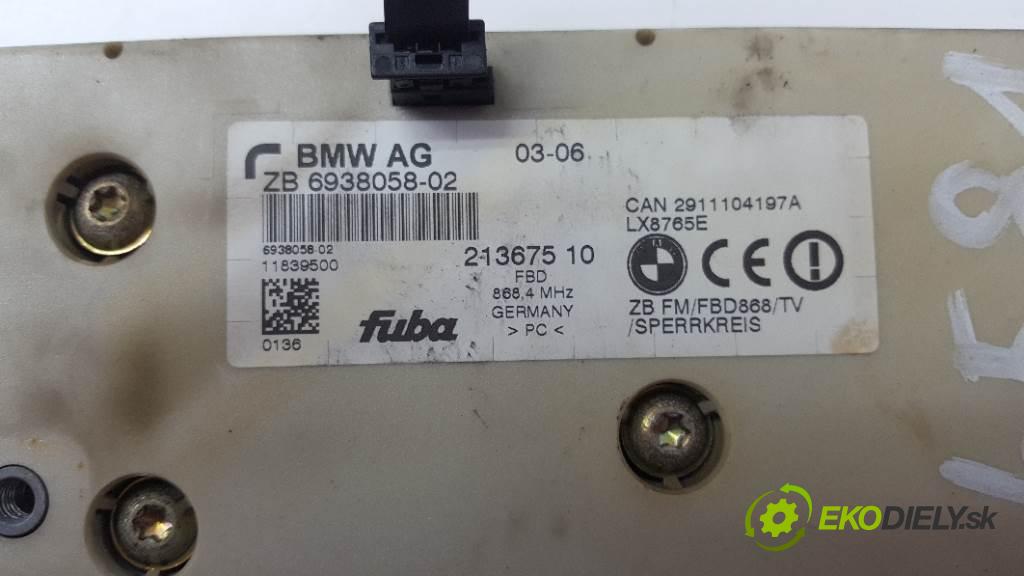 BMW AG 03-06
ZB 6938058-02
6938058-02
11839500
0136
fuba
213675 10
FBD
868,4 MHz
GERMANY
> PC <
CAN 2911104197A
LX8765E
CE
ZB FM/FBD868/TV
/SPERRKREIS
EKODIELY.sk